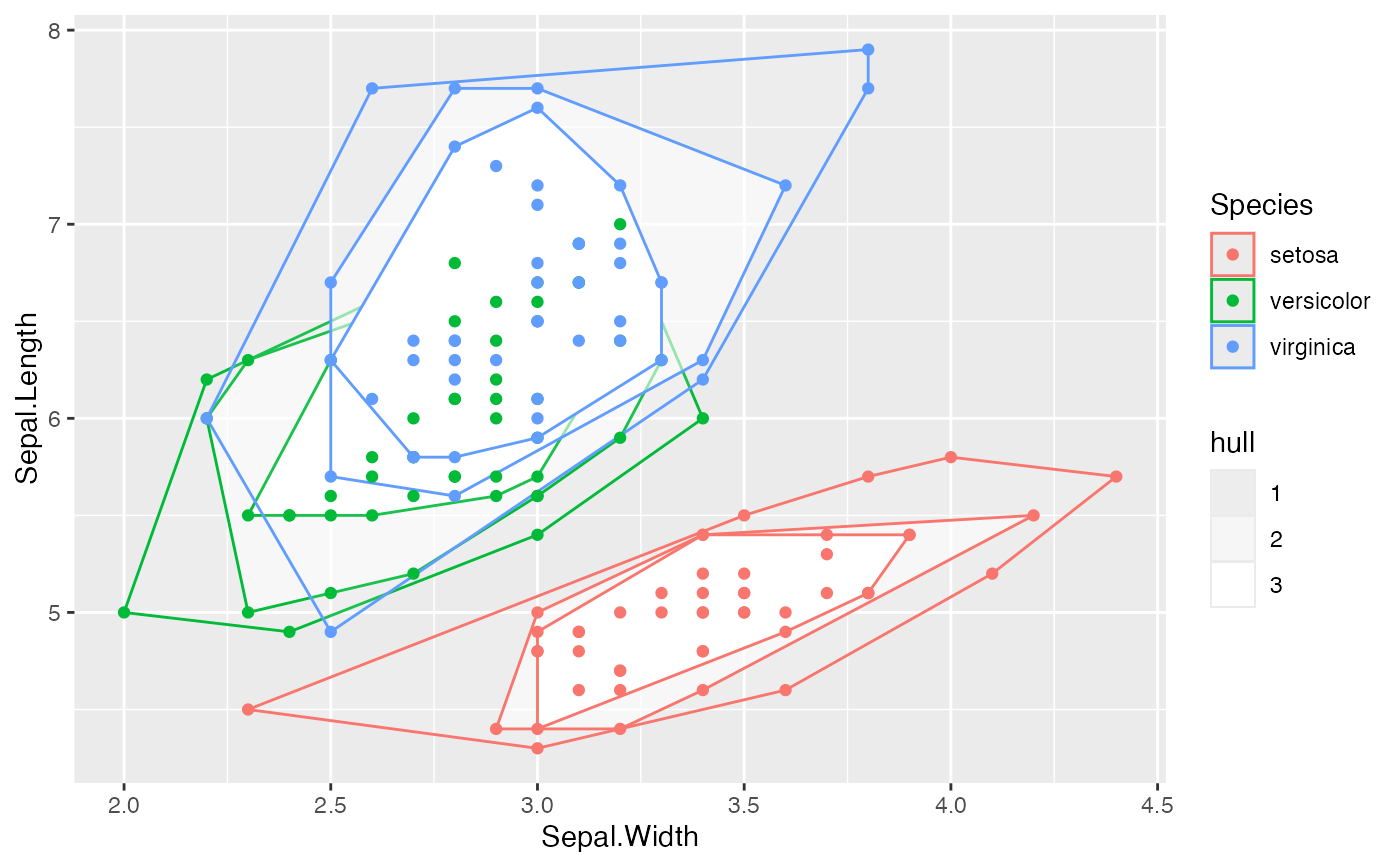 8
7
6
5
Sepal.Length
2.0 2.5 3.0 3.5 4.0 4.5
Sepal.Width
Species
setosa
versicolor
virginica
hull
1
2
3